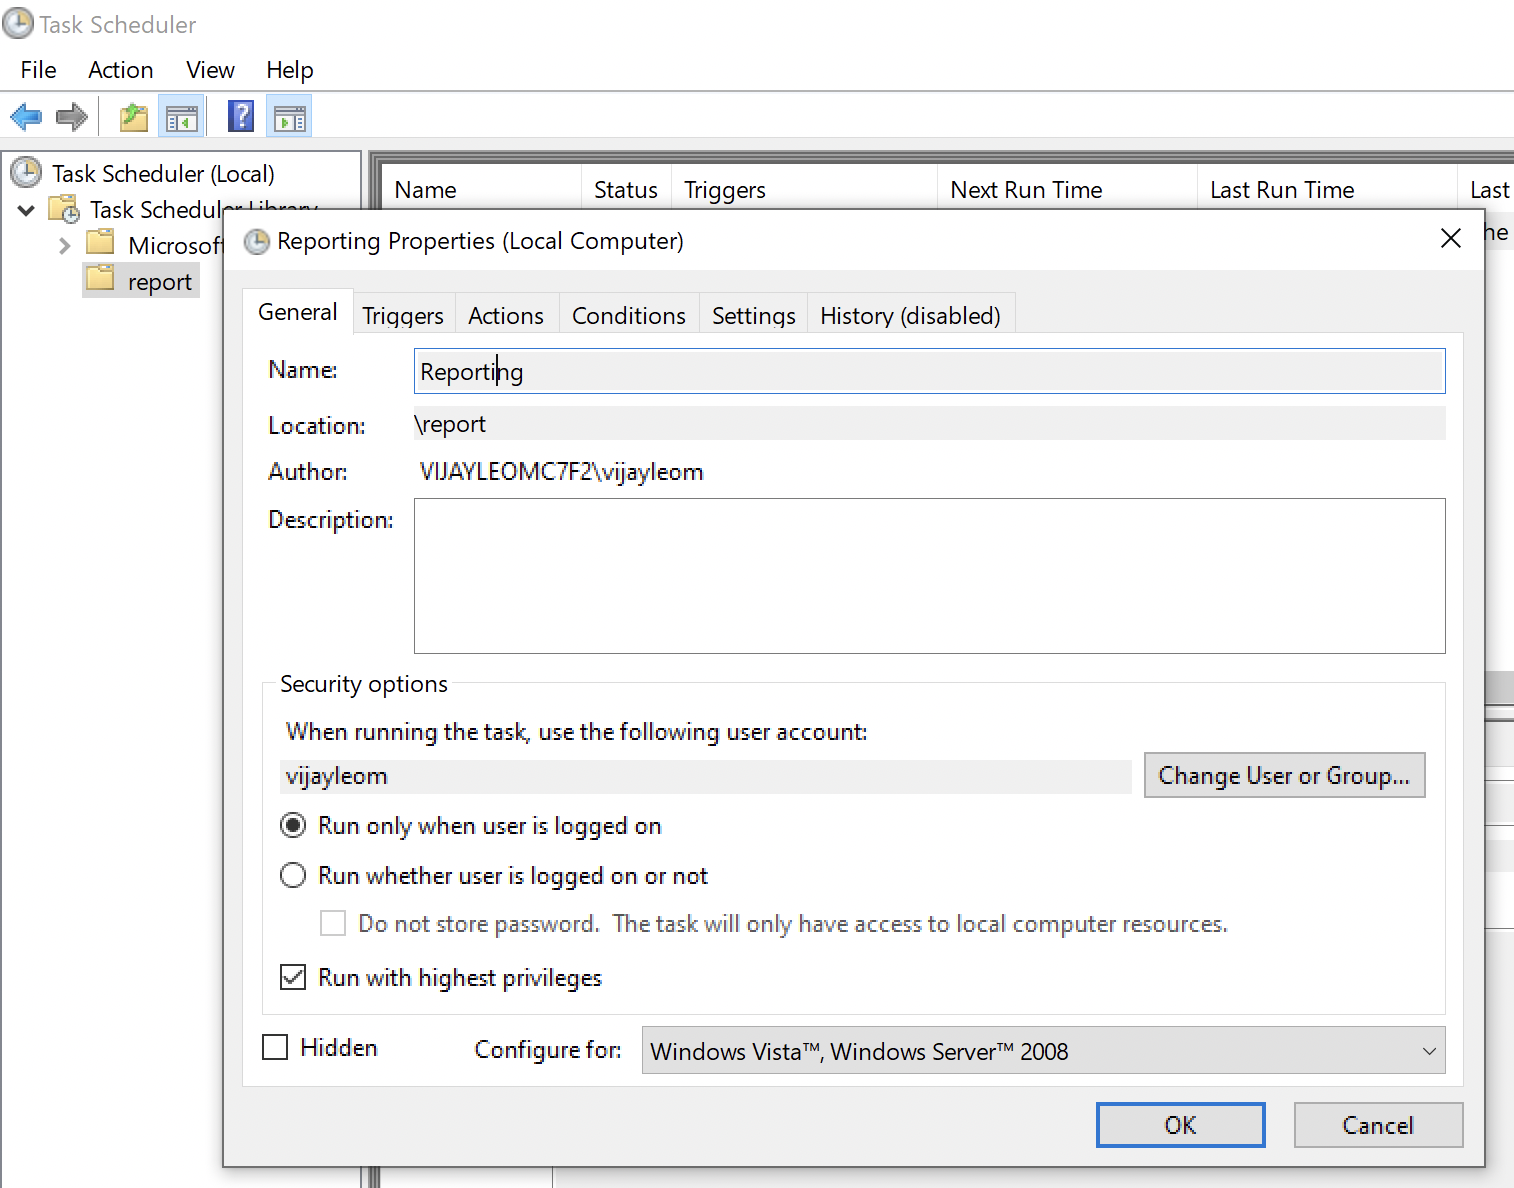 Task Scheduler
File Action View Help
Task Scheduler (Local)
Name Status Triggers Next Run Time Last Run Time Last
Task Scheduler Library
Microsoft
he
report
Reporting Properties (Local Computer)
General Triggers Actions Conditions Settings History (disabled)
Name: Reporting
Location: \report
Author: VIJAYLEOMC7F2\vijayleom
Description:
Security options
When running the task, use the following user account:
vijayleom Change User or Group...
Run only when user is logged on
Run whether user is logged on or not
Do not store password. The task will only have access to local computer resources.
Run with highest privileges
Hidden Configure for: Windows Vista™, Windows Server™ 2008
OK Cancel